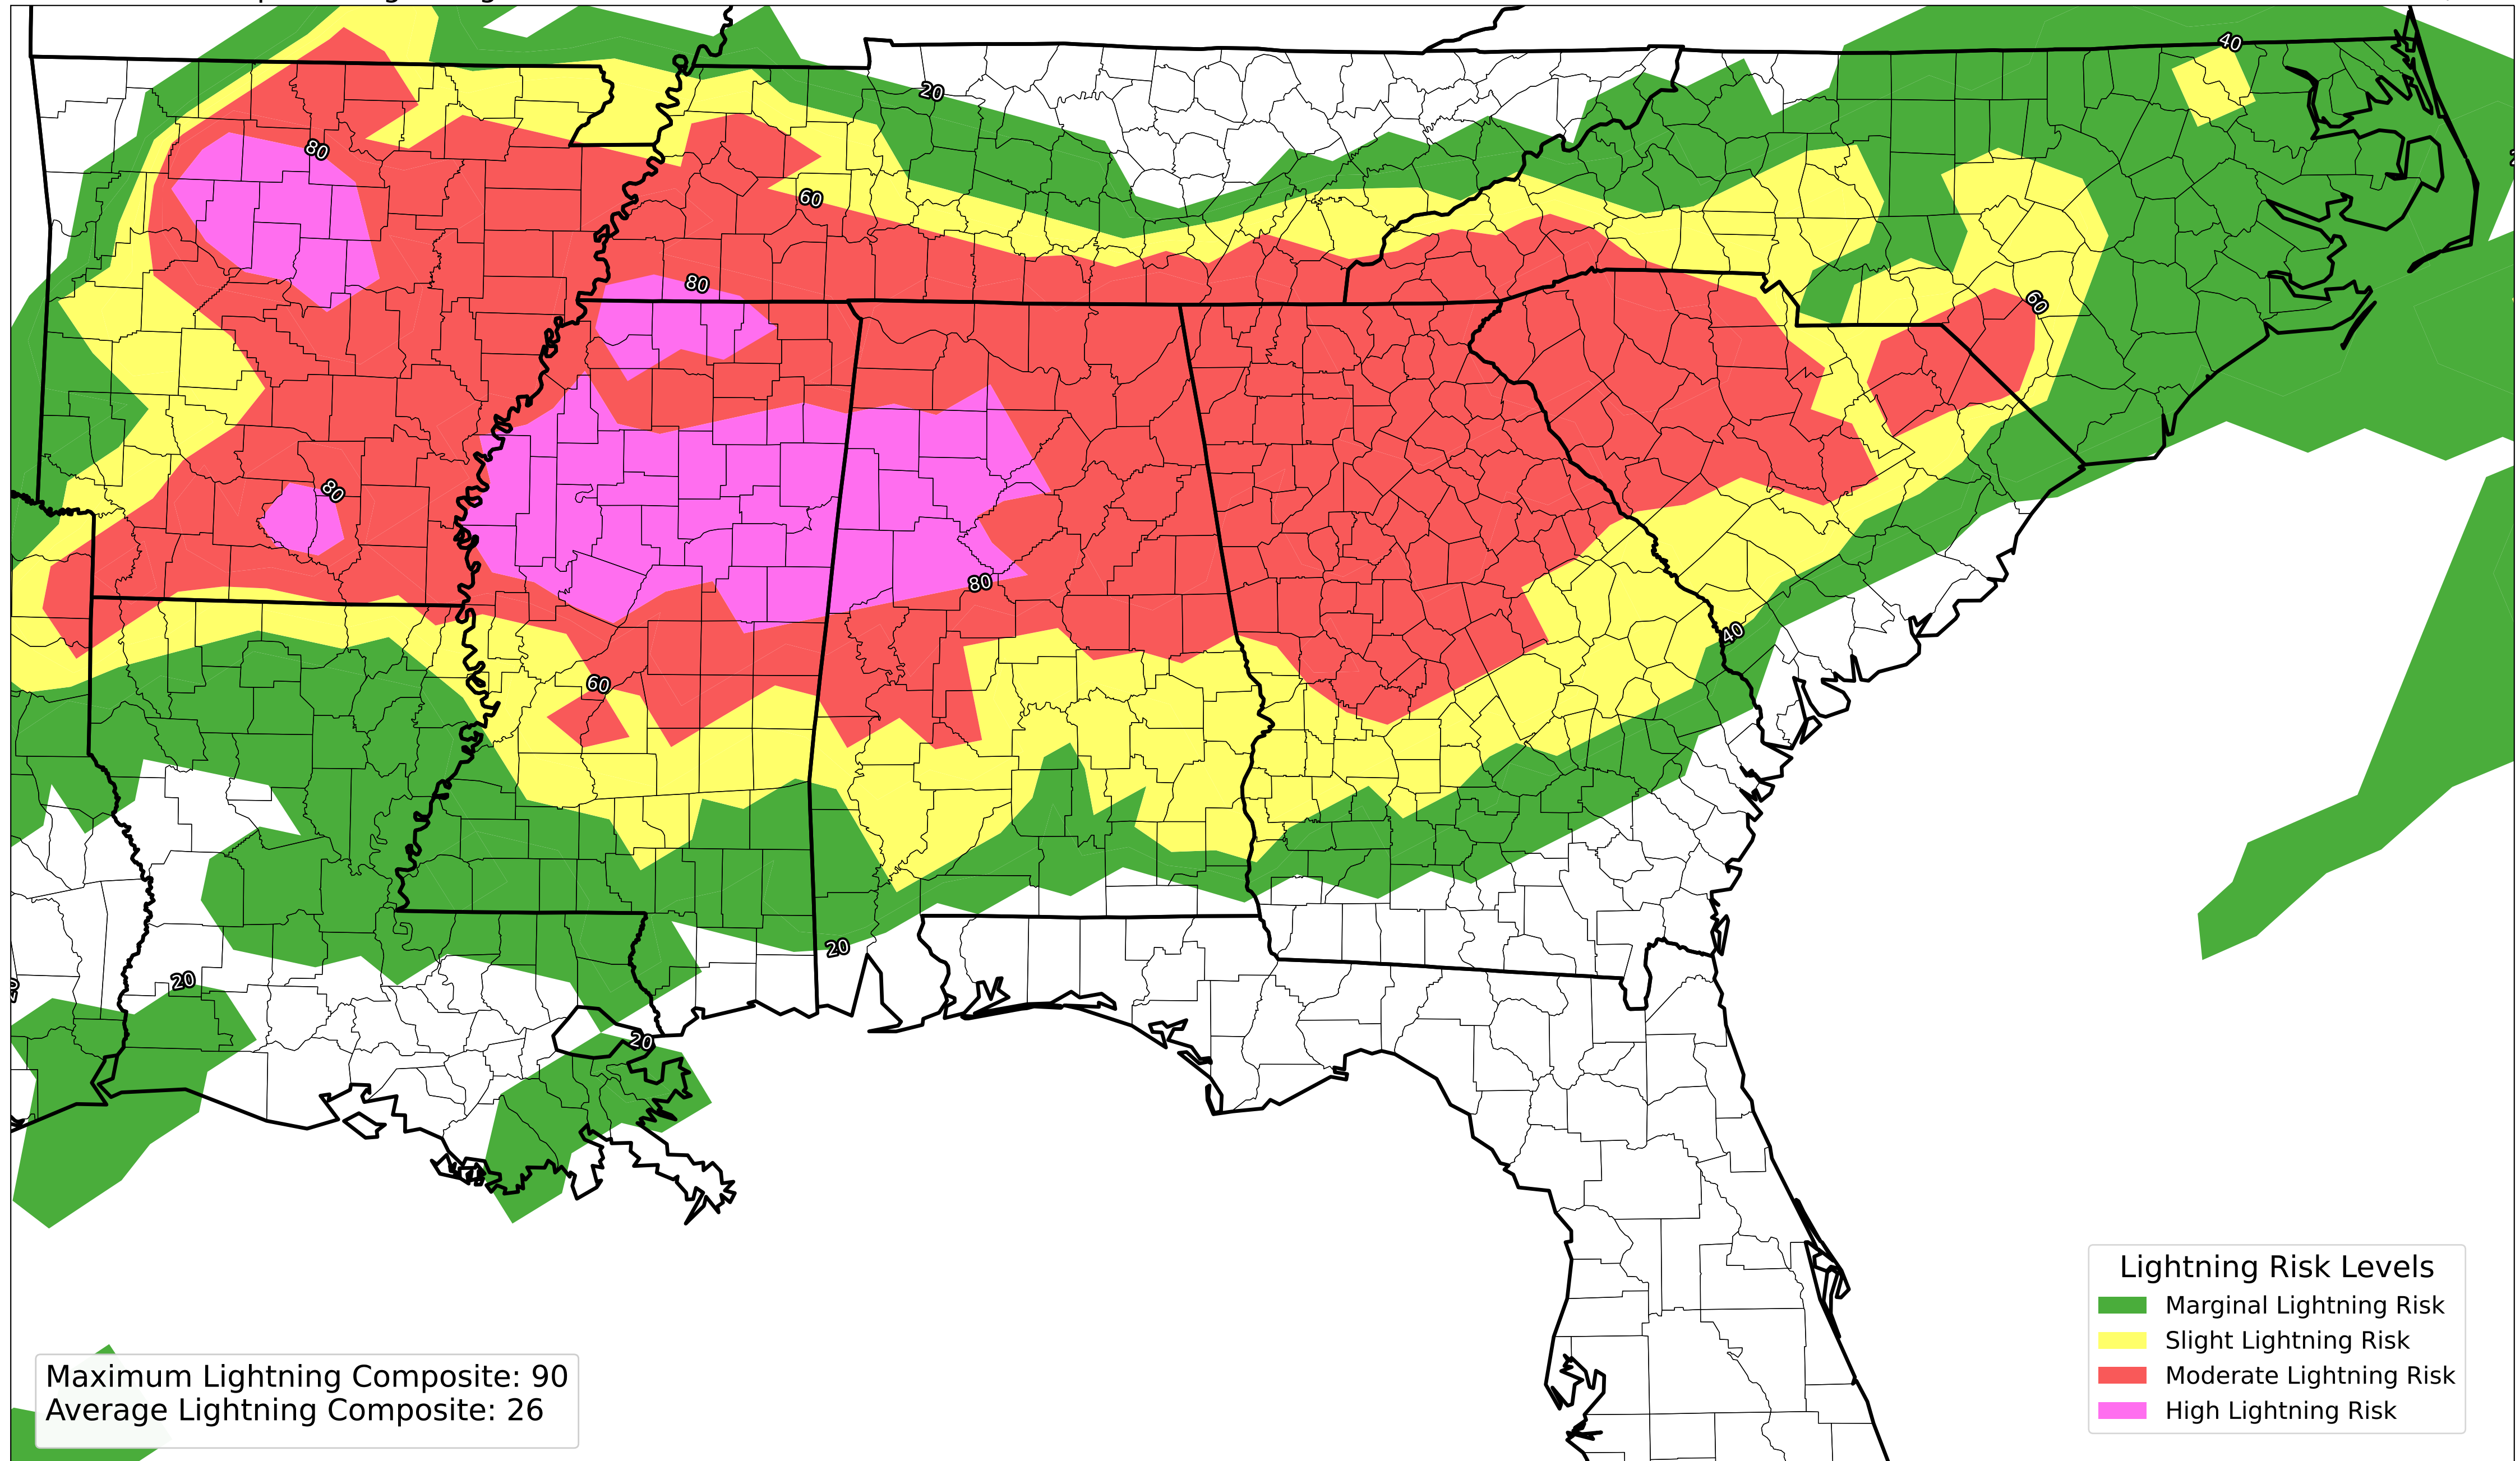 40
20
80
60
80
60
80
80
40
60
20
20
20
Lightning Risk Levels
Marginal Lightning Risk
Slight Lightning Risk
Moderate Lightning Risk
High Lightning Risk
Maximum Lightning Composite: 90
Average Lightning Composite: 26